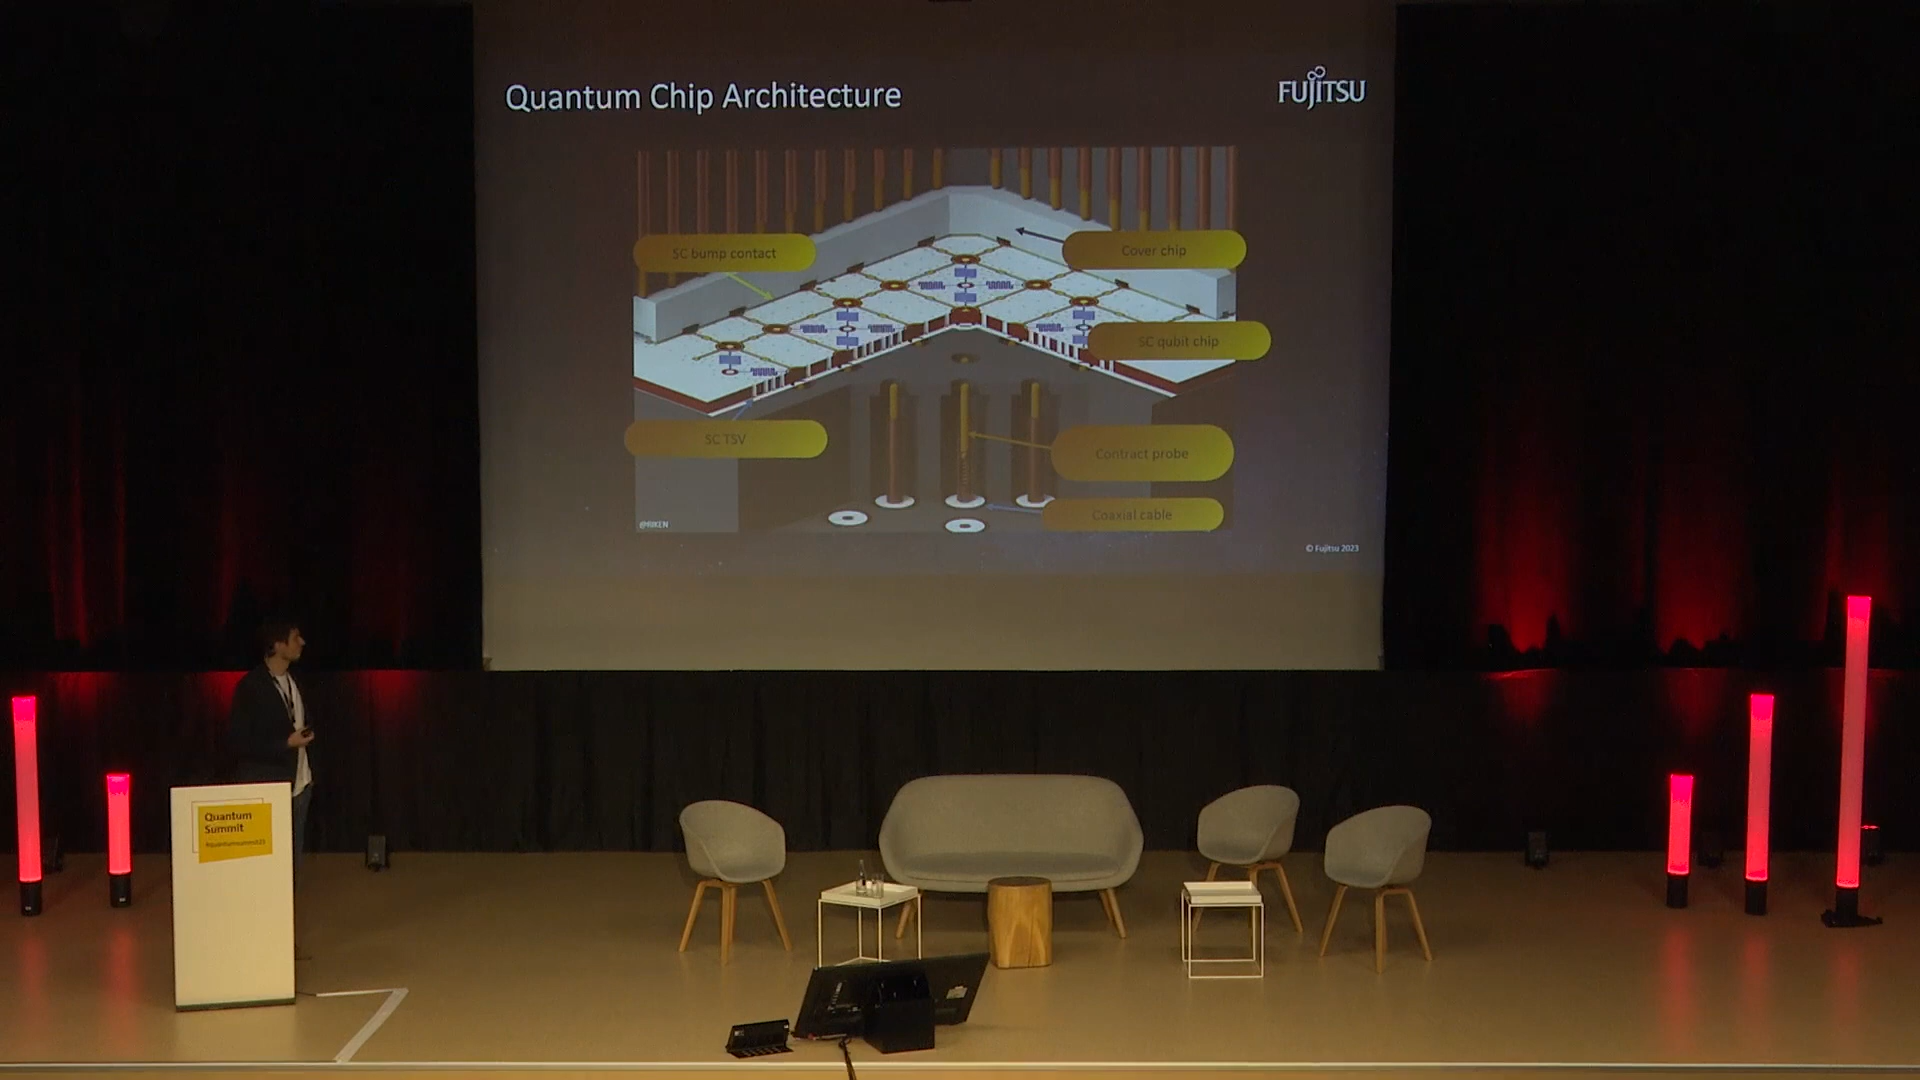 Quantum Chip Architecture
FUJITSU
SC bump contact
Cover chip
SC qubit chip
SC TSV
Contract probe
Coaxial cable
@RIKEN
© Fujitsu 2023
Quantum
Summit